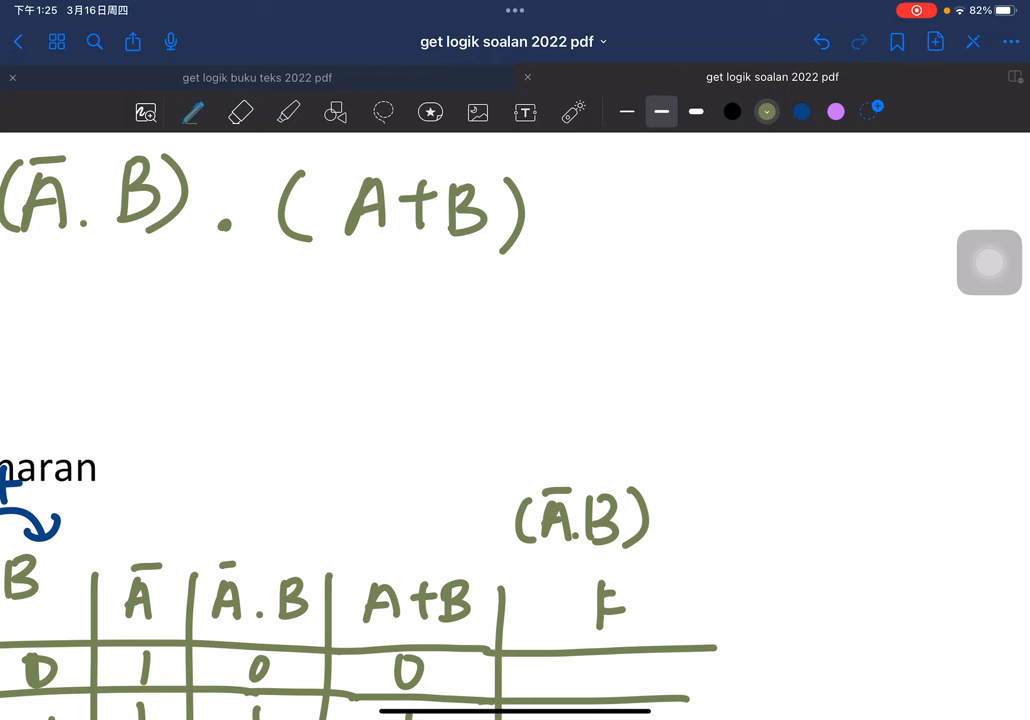 下午1:25 3月16日周四 82%
get logik soalan 2022 pdf
get logik buku teks 2022 pdf get logik soalan 2022 pdf
(Ā. B) . ( A+B )
maran
+
(Ā.B)
B Ā Ā . B A+B F
0 1 0 0